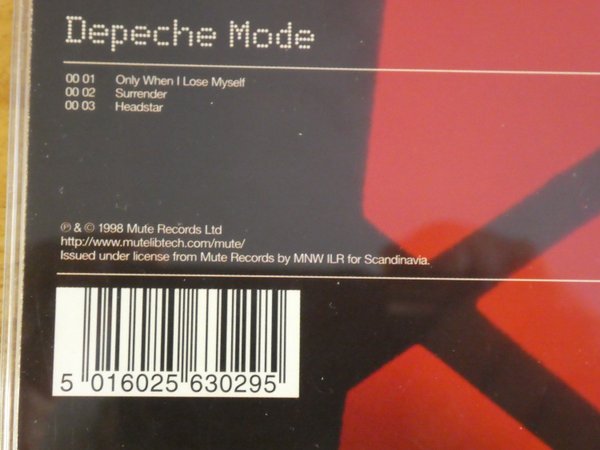 Depeche Mode
00 01 Only When I Lose Myself
00 02 Surrender
00 03 Headstar
℗ & © 1998 Mute Records Ltd
http://www.mutelibtech.com/mute/
Issued under license from Mute Records by MNW ILR for Scandinavia.
5 016025 630295